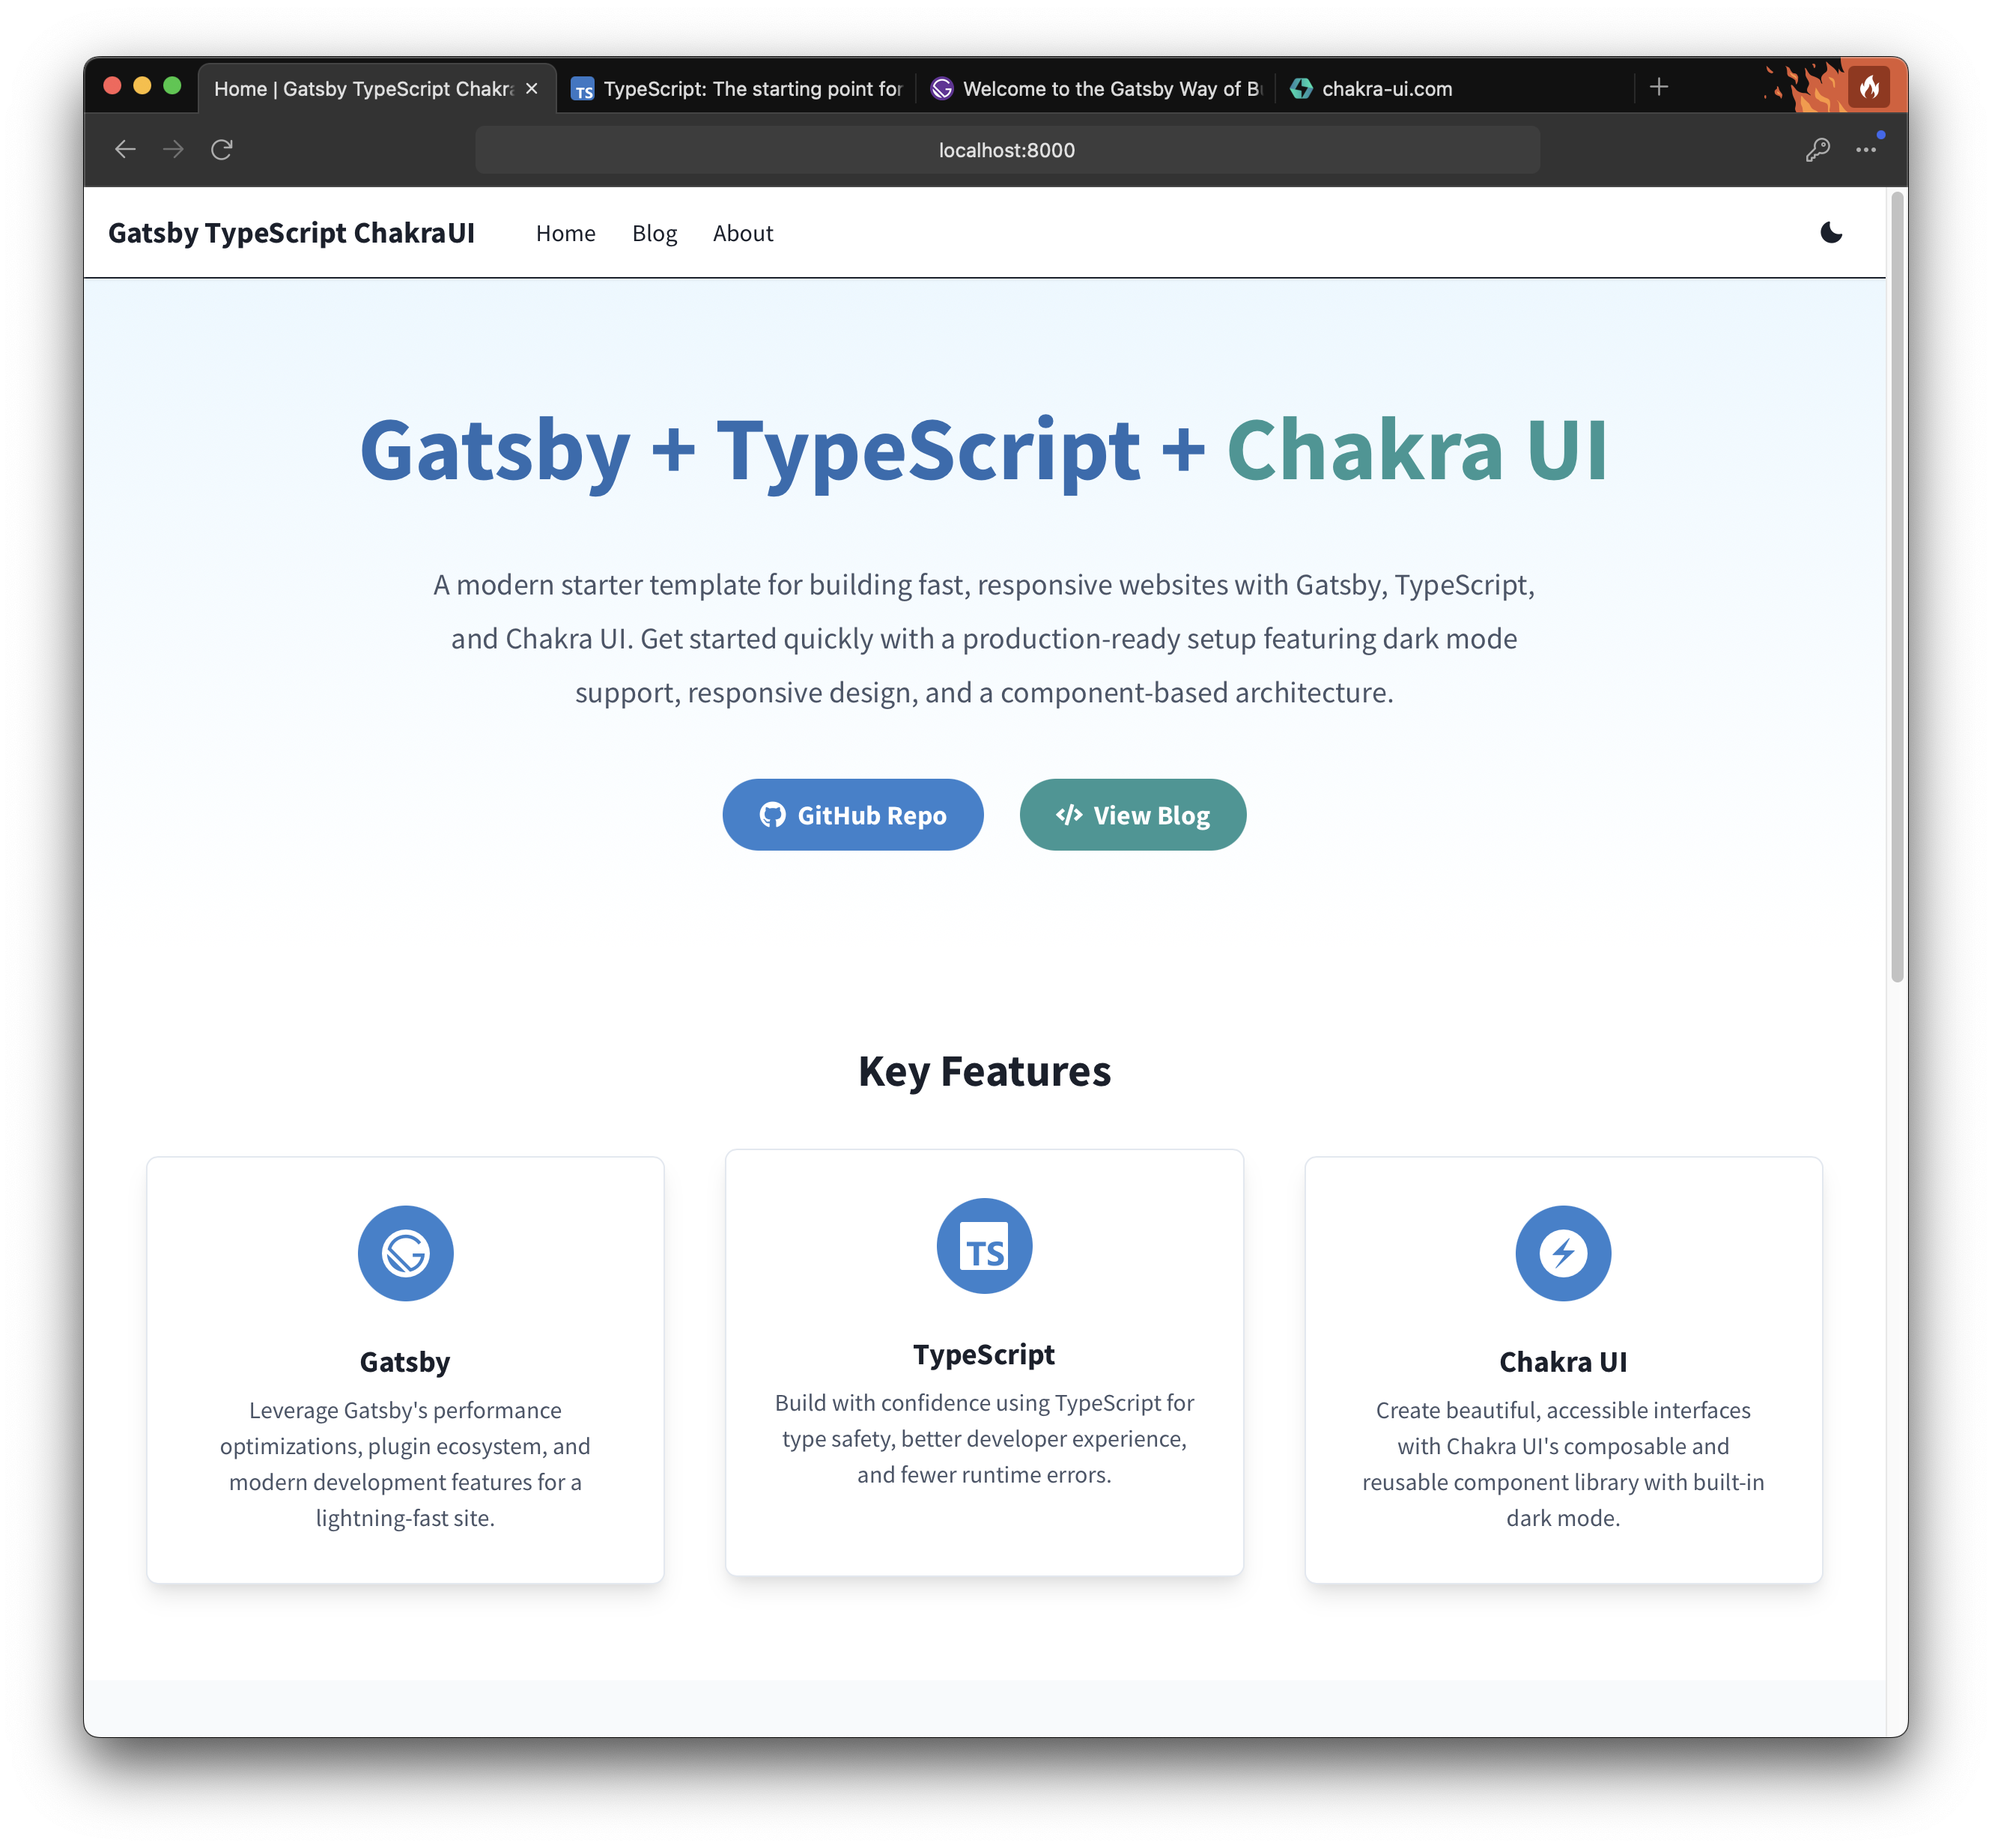 Home | Gatsby TypeScript Chakra
TypeScript: The starting point for
Welcome to the Gatsby Way of B
chakra-ui.com
localhost:8000
Gatsby TypeScript ChakraUI
Home
Blog
About
Gatsby + TypeScript + Chakra UI
A modern starter template for building fast, responsive websites with Gatsby, TypeScript,
and Chakra UI. Get started quickly with a production-ready setup featuring dark mode
support, responsive design, and a component-based architecture.
GitHub Repo
View Blog
Key Features
Gatsby
Leverage Gatsby's performance
optimizations, plugin ecosystem, and
modern development features for a
lightning-fast site.
TS
TypeScript
Build with confidence using TypeScript for
type safety, better developer experience,
and fewer runtime errors.
Chakra UI
Create beautiful, accessible interfaces
with Chakra UI's composable and
reusable component library with built-in
dark mode.